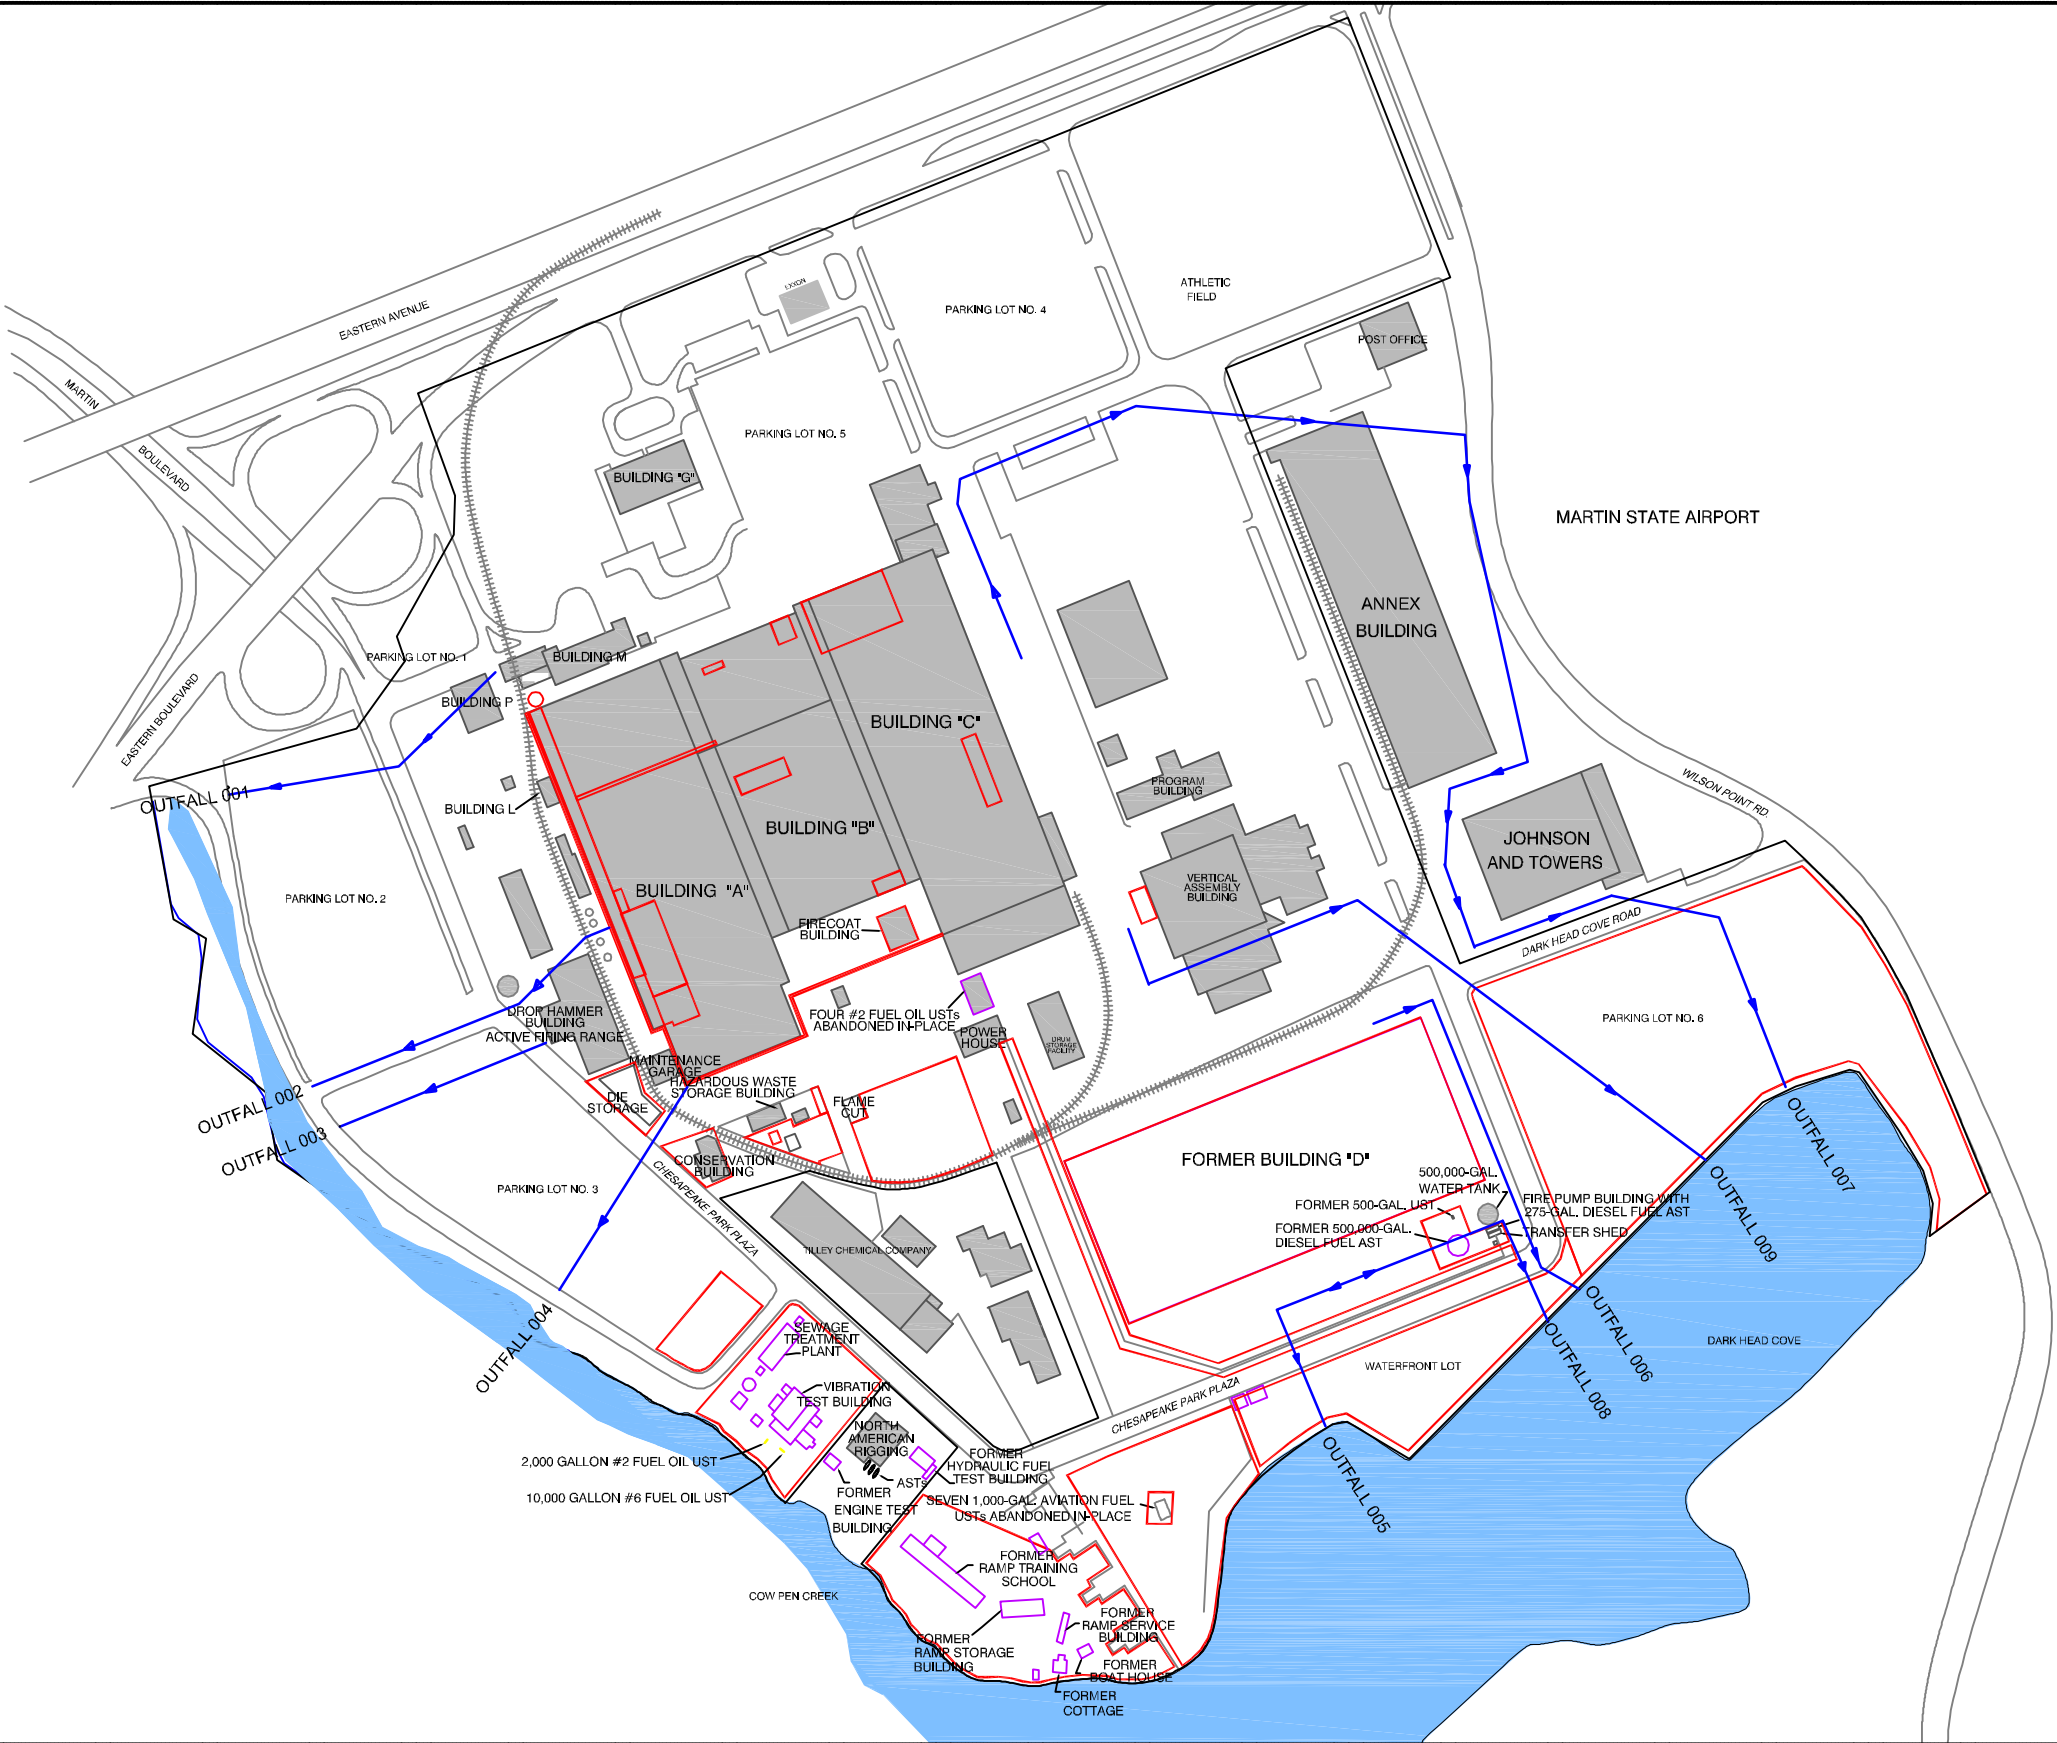 EXXON
ATHLETIC
FIELD
PARKING LOT NO. 4
EASTERN AVENUE
POST OFFICE
MARTIN
BOULEVARD
PARKING LOT NO. 5
BUILDING "G"
MARTIN STATE AIRPORT
ANNEX
BUILDING
PARKING LOT NO. 1
BUILDING M
BUILDING P
EASTERN BOULEVARD
BUILDING "C"
PROGRAM
BUILDING
WILSON POINT RD.
OUTFALL 001
BUILDING L
BUILDING "B"
JOHNSON
AND TOWERS
BUILDING "A"
PARKING LOT NO. 2
VERTICAL
ASSEMBLY
BUILDING
FIRECOAT
BUILDING
DARK HEAD COVE ROAD
DROP HAMMER
BUILDING
ACTIVE FIRING RANGE
FOUR #2 FUEL OIL USTs
ABANDONED IN-PLACE
POWER
HOUSE
DRUM
STORAGE
FACILITY
PARKING LOT NO. 6
MAINTENANCE
GARAGE
HAZARDOUS WASTE
STORAGE BUILDING
DIE
STORAGE
FLAME
CUT
OUTFALL 002
OUTFALL 003
CONSERVATION
BUILDING
FORMER BUILDING "D"
OUTFALL 007
PARKING LOT NO. 3
CHESAPEAKE PARK PLAZA
500,000-GAL.
WATER TANK
FORMER 500-GAL. UST
FIRE PUMP BUILDING WITH
275-GAL. DIESEL FUEL AST
FORMER 500,000-GAL.
DIESEL FUEL AST
TRANSFER SHED
OUTFALL 009
TILLEY CHEMICAL COMPANY
OUTFALL 004
SEWAGE
TREATMENT
PLANT
OUTFALL 006
OUTFALL 008
DARK HEAD COVE
WATERFRONT LOT
CHESAPEAKE PARK PLAZA
VIBRATION
TEST BUILDING
NORTH
AMERICAN
RIGGING
2,000 GALLON #2 FUEL OIL UST
10,000 GALLON #6 FUEL OIL UST
ASTs
FORMER
HYDRAULIC FUEL
TEST BUILDING
FORMER
ENGINE TEST
BUILDING
SEVEN 1,000-GAL. AVIATION FUEL
USTs ABANDONED IN-PLACE
OUTFALL 005
FORMER
RAMP TRAINING
SCHOOL
COW PEN CREEK
FORMER
RAMP SERVICE
BUILDING
FORMER
RAMP STORAGE
BUILDING
FORMER
BOAT HOUSE
FORMER
COTTAGE